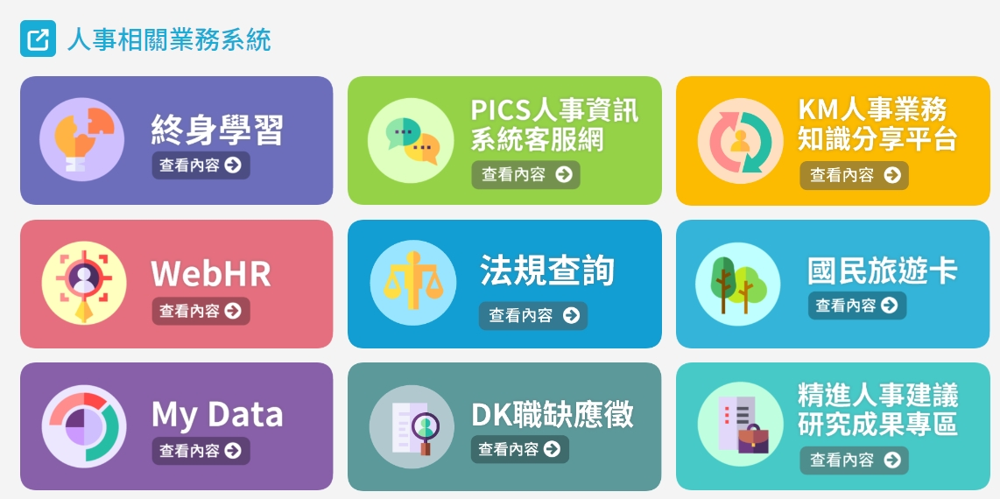 人事相關業務系統
終身學習
查看內容
PICS人事資訊
系統客服網
查看內容
KM人事業務
知識分享平台
查看內容
WebHR
查看內容
法規查詢
查看內容
國民旅遊卡
查看內容
My Data
查看內容
DK職缺應徵
查看內容
精進人事建議
研究成果專區
查看內容